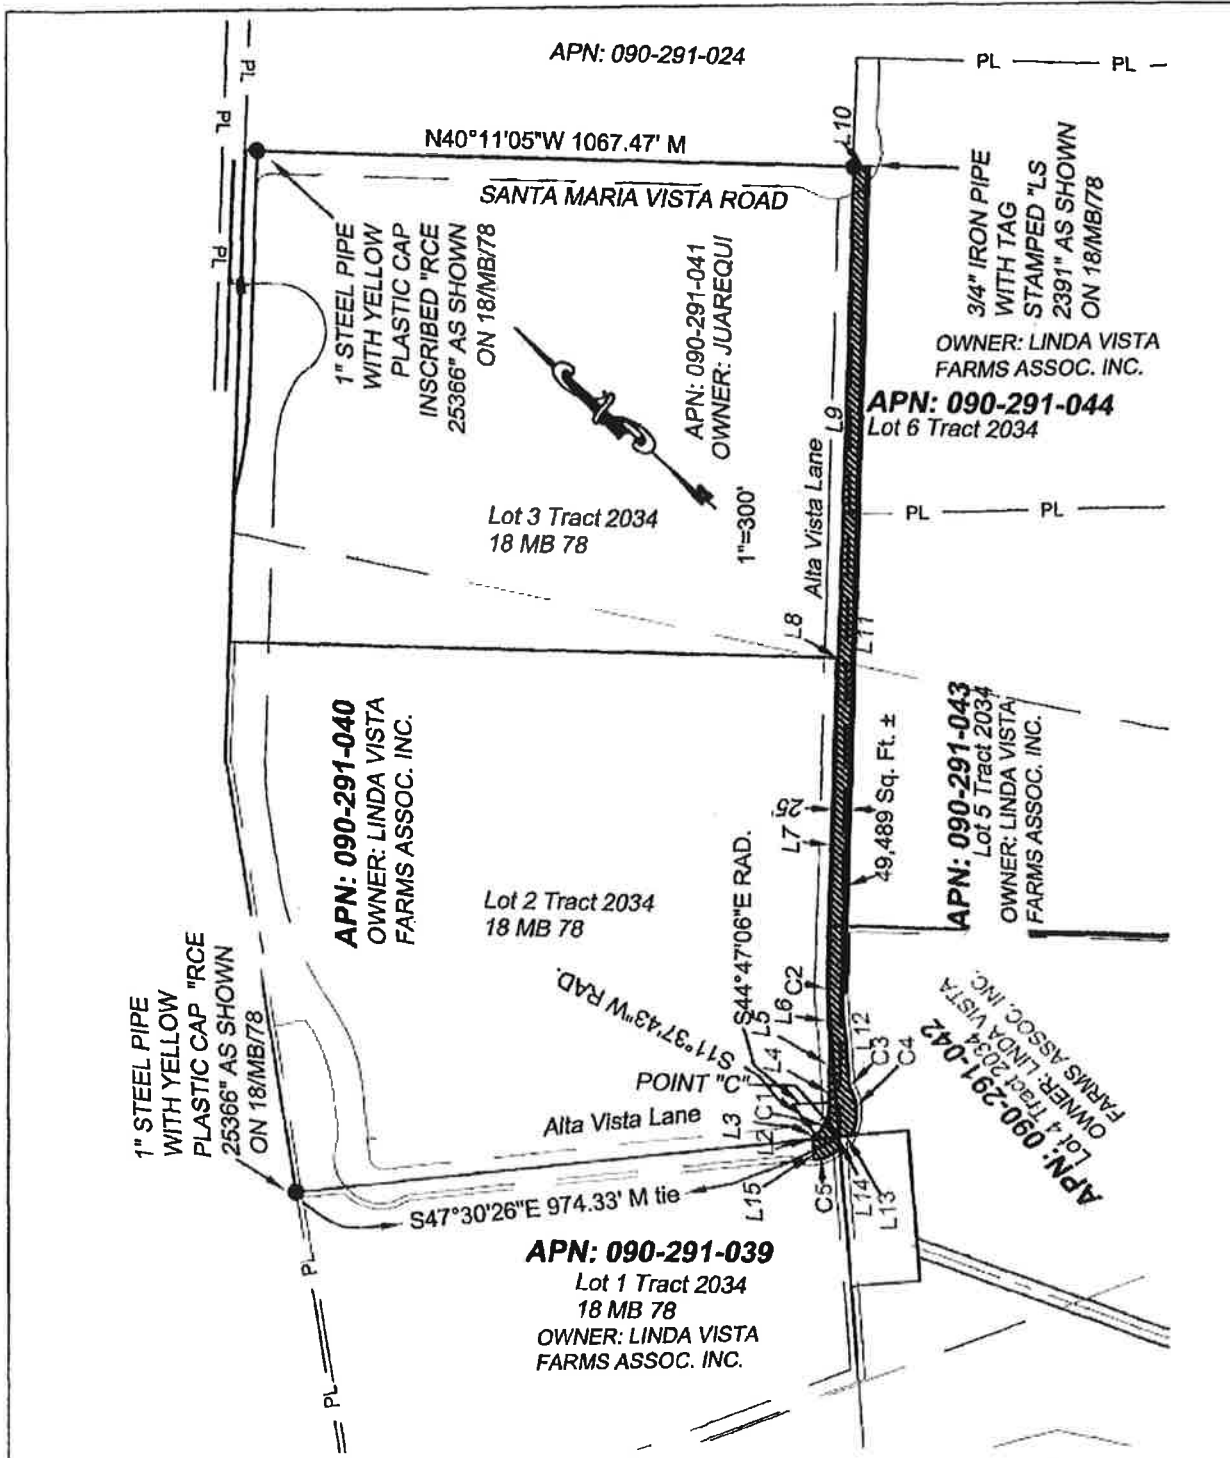 APN: 090-291-024
PL
PL
PL
PL
PL
N40°11'05"W 1067.47' M
L10
SANTA MARIA VISTA ROAD
1" STEEL PIPE
WITH YELLOW
PLASTIC CAP
INSCRIBED "RCE
25366" AS SHOWN
ON 18/MB/78
3/4" IRON PIPE
WITH TAG
STAMPED "LS
2391" AS SHOWN
ON 18/MB/78
APN: 090-291-041
OWNER: JUAREQUI
OWNER: LINDA VISTA
FARMS ASSOC. INC.
APN: 090-291-044
Lot 6 Tract 2034
L9
Alta Vista Lane
Lot 3 Tract 2034
18 MB 78
1"=300'
PL
PL
L8
L11
APN: 090-291-040
OWNER: LINDA VISTA
FARMS ASSOC. INC.
APN: 090-291-043
Lot 5 Tract 2034
OWNER: LINDA VISTA
FARMS ASSOC. INC.
25'
49,489 Sq. Ft. ±
L7
Lot 2 Tract 2034
18 MB 78
S44°47'06"E RAD.
S11°37'43"W RAD.
C2
L6
L5
L4
L12
C3
C4
APN: 090-291-042
Lot 4 Tract 2034
OWNER: LINDA VISTA
FARMS ASSOC. INC.
1" STEEL PIPE
WITH YELLOW
PLASTIC CAP "RCE
25366" AS SHOWN
ON 18/MB/78
POINT "C"
Alta Vista Lane
L3
C1
L2
L15
C5
L14
L13
S47°30'26"E 974.33' M tie
APN: 090-291-039
Lot 1 Tract 2034
18 MB 78
OWNER: LINDA VISTA
FARMS ASSOC. INC.
PL
PL